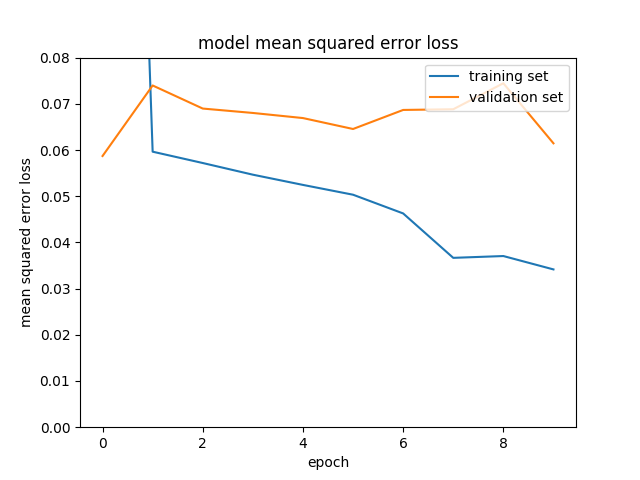 model mean squared error loss
training set
validation set
mean squared error loss
0.08
0.07
0.06
0.05
0.04
0.03
0.02
0.01
0.00
0 2 4 6 8
epoch